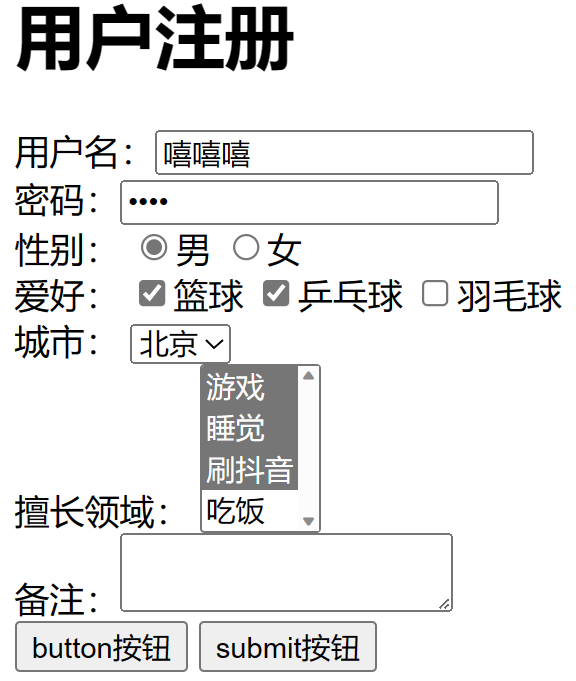 用户注册
用户名：嘻嘻嘻
密码：••••
性别： 男 女
爱好： 篮球 乒乓球 羽毛球
城市： 北京
游戏
睡觉
刷抖音
擅长领域： 吃饭
备注：
button按钮 submit按钮